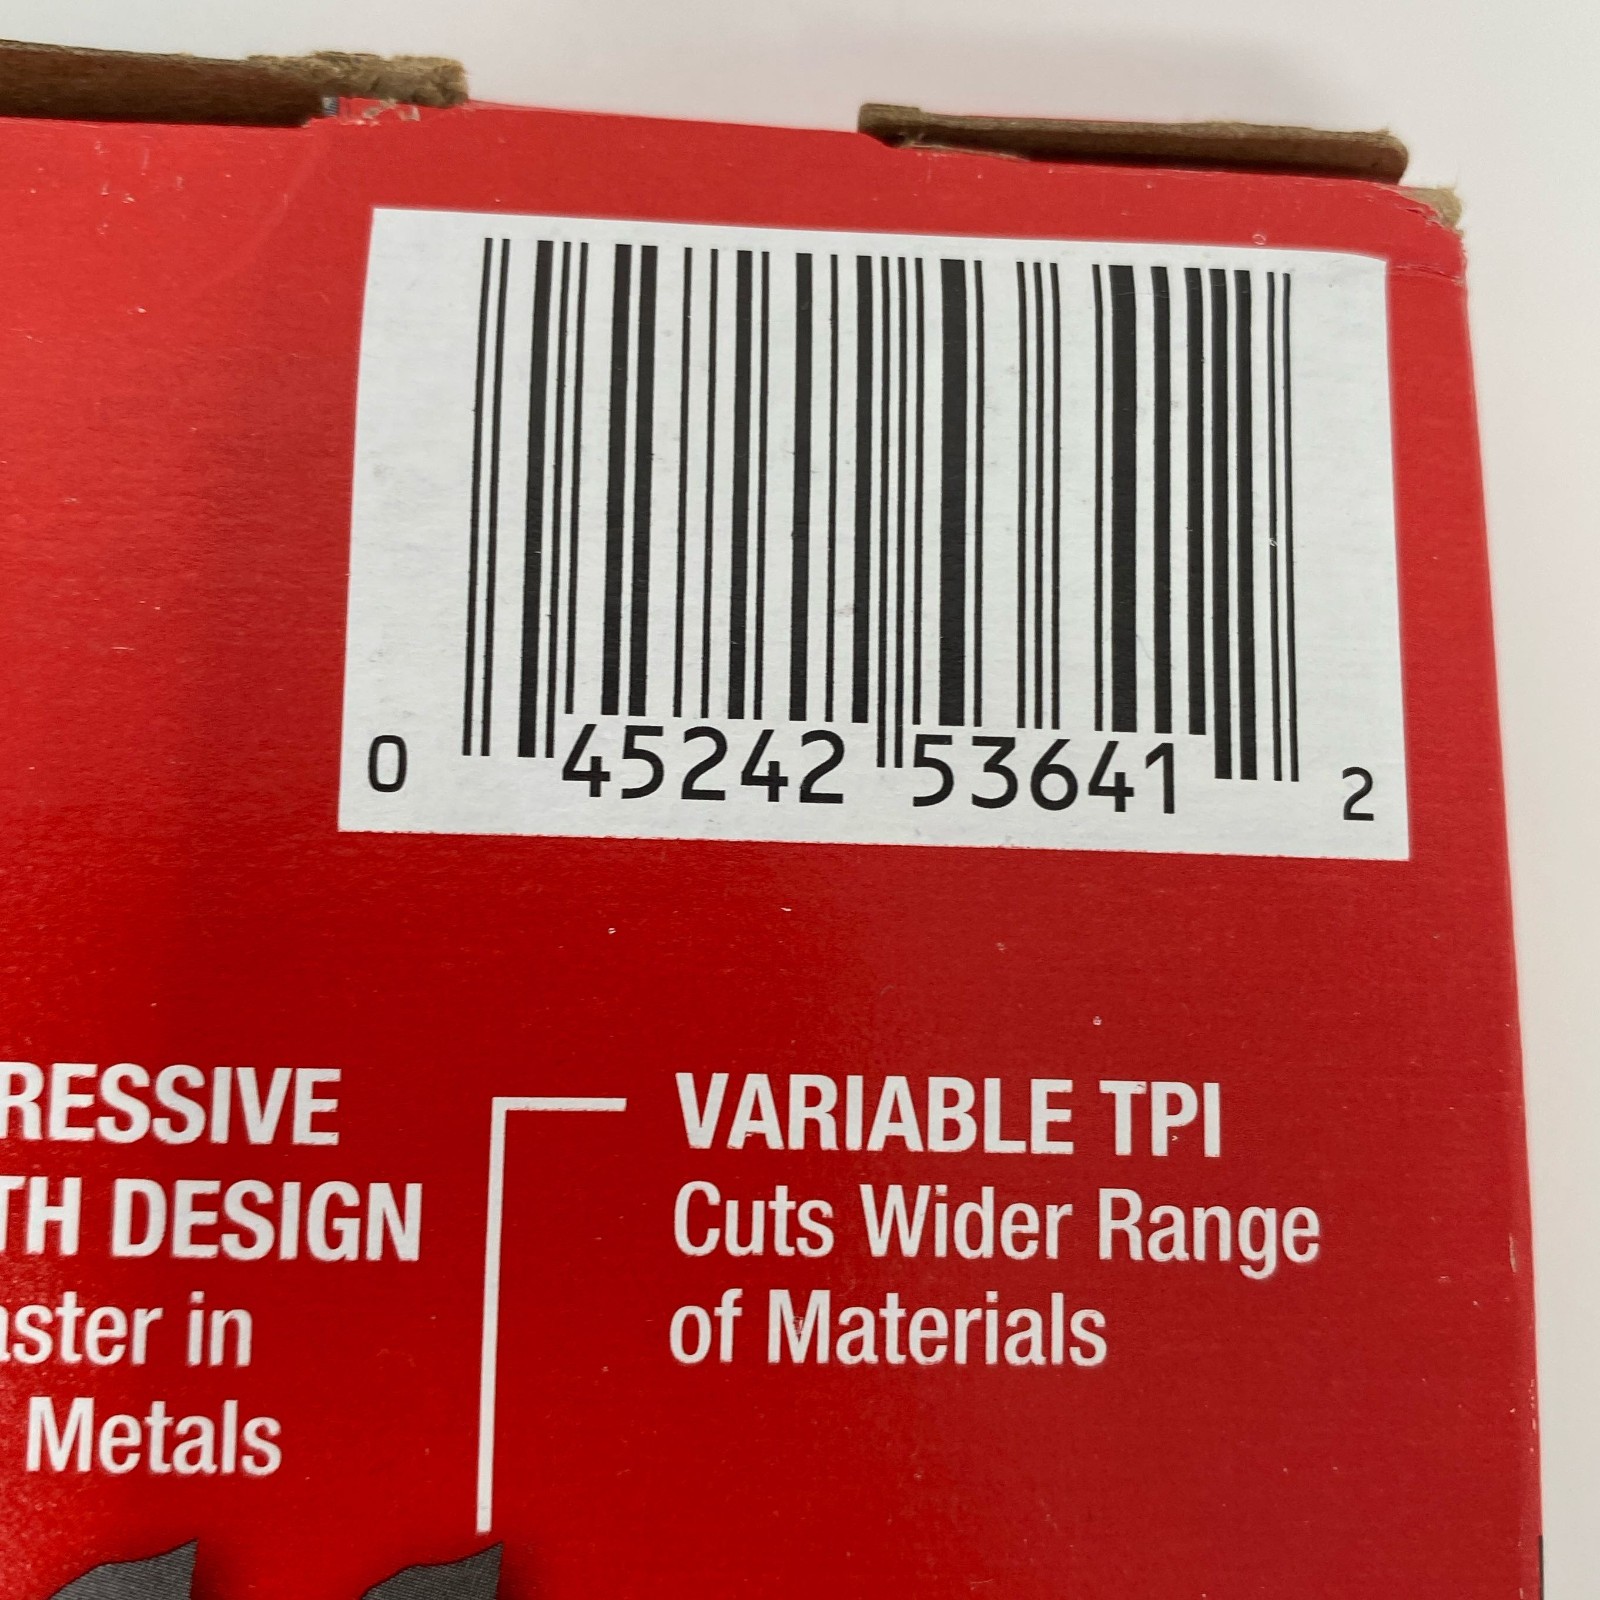 0 45242 53641 2
RESSIVE
TH DESIGN
aster in
Metals
VARIABLE TPI
Cuts Wider Range
of Materials